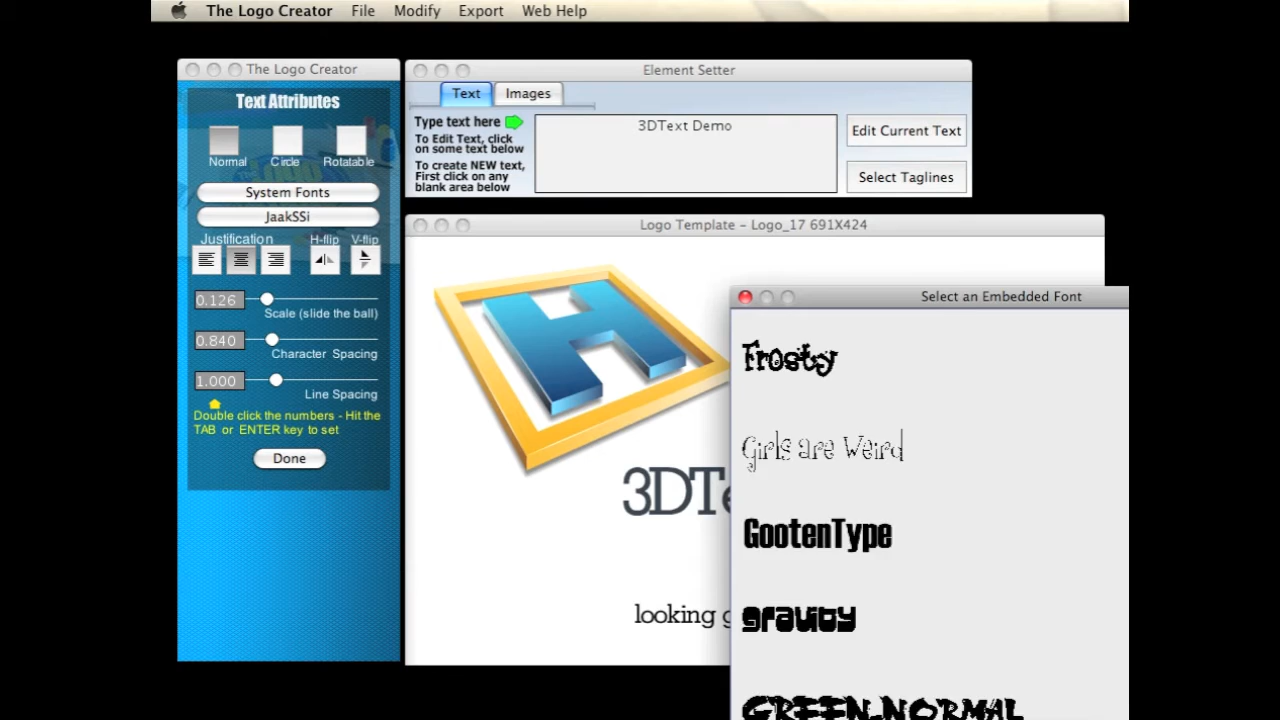 The Logo Creator File Modify Export Web Help
The Logo Creator
Text Attributes
Normal Circle Rotatable
System Fonts
JaakSSi
Justification H-flip V-flip
0.126
Scale (slide the ball)
0.840
Character Spacing
1.000
Line Spacing
Double click the numbers - Hit the
TAB or ENTER key to set
Done
Element Setter
Text Images
Type text here
To Edit Text, click
on some text below
To create NEW text,
First click on any
blank area below
3DText Demo
Edit Current Text
Select Taglines
Logo Template - Logo_17 691X424
H
3DTe
looking g
Select an Embedded Font
Frosty
Girls are Weird
GootenType
gravity
GREEN.NORMAL